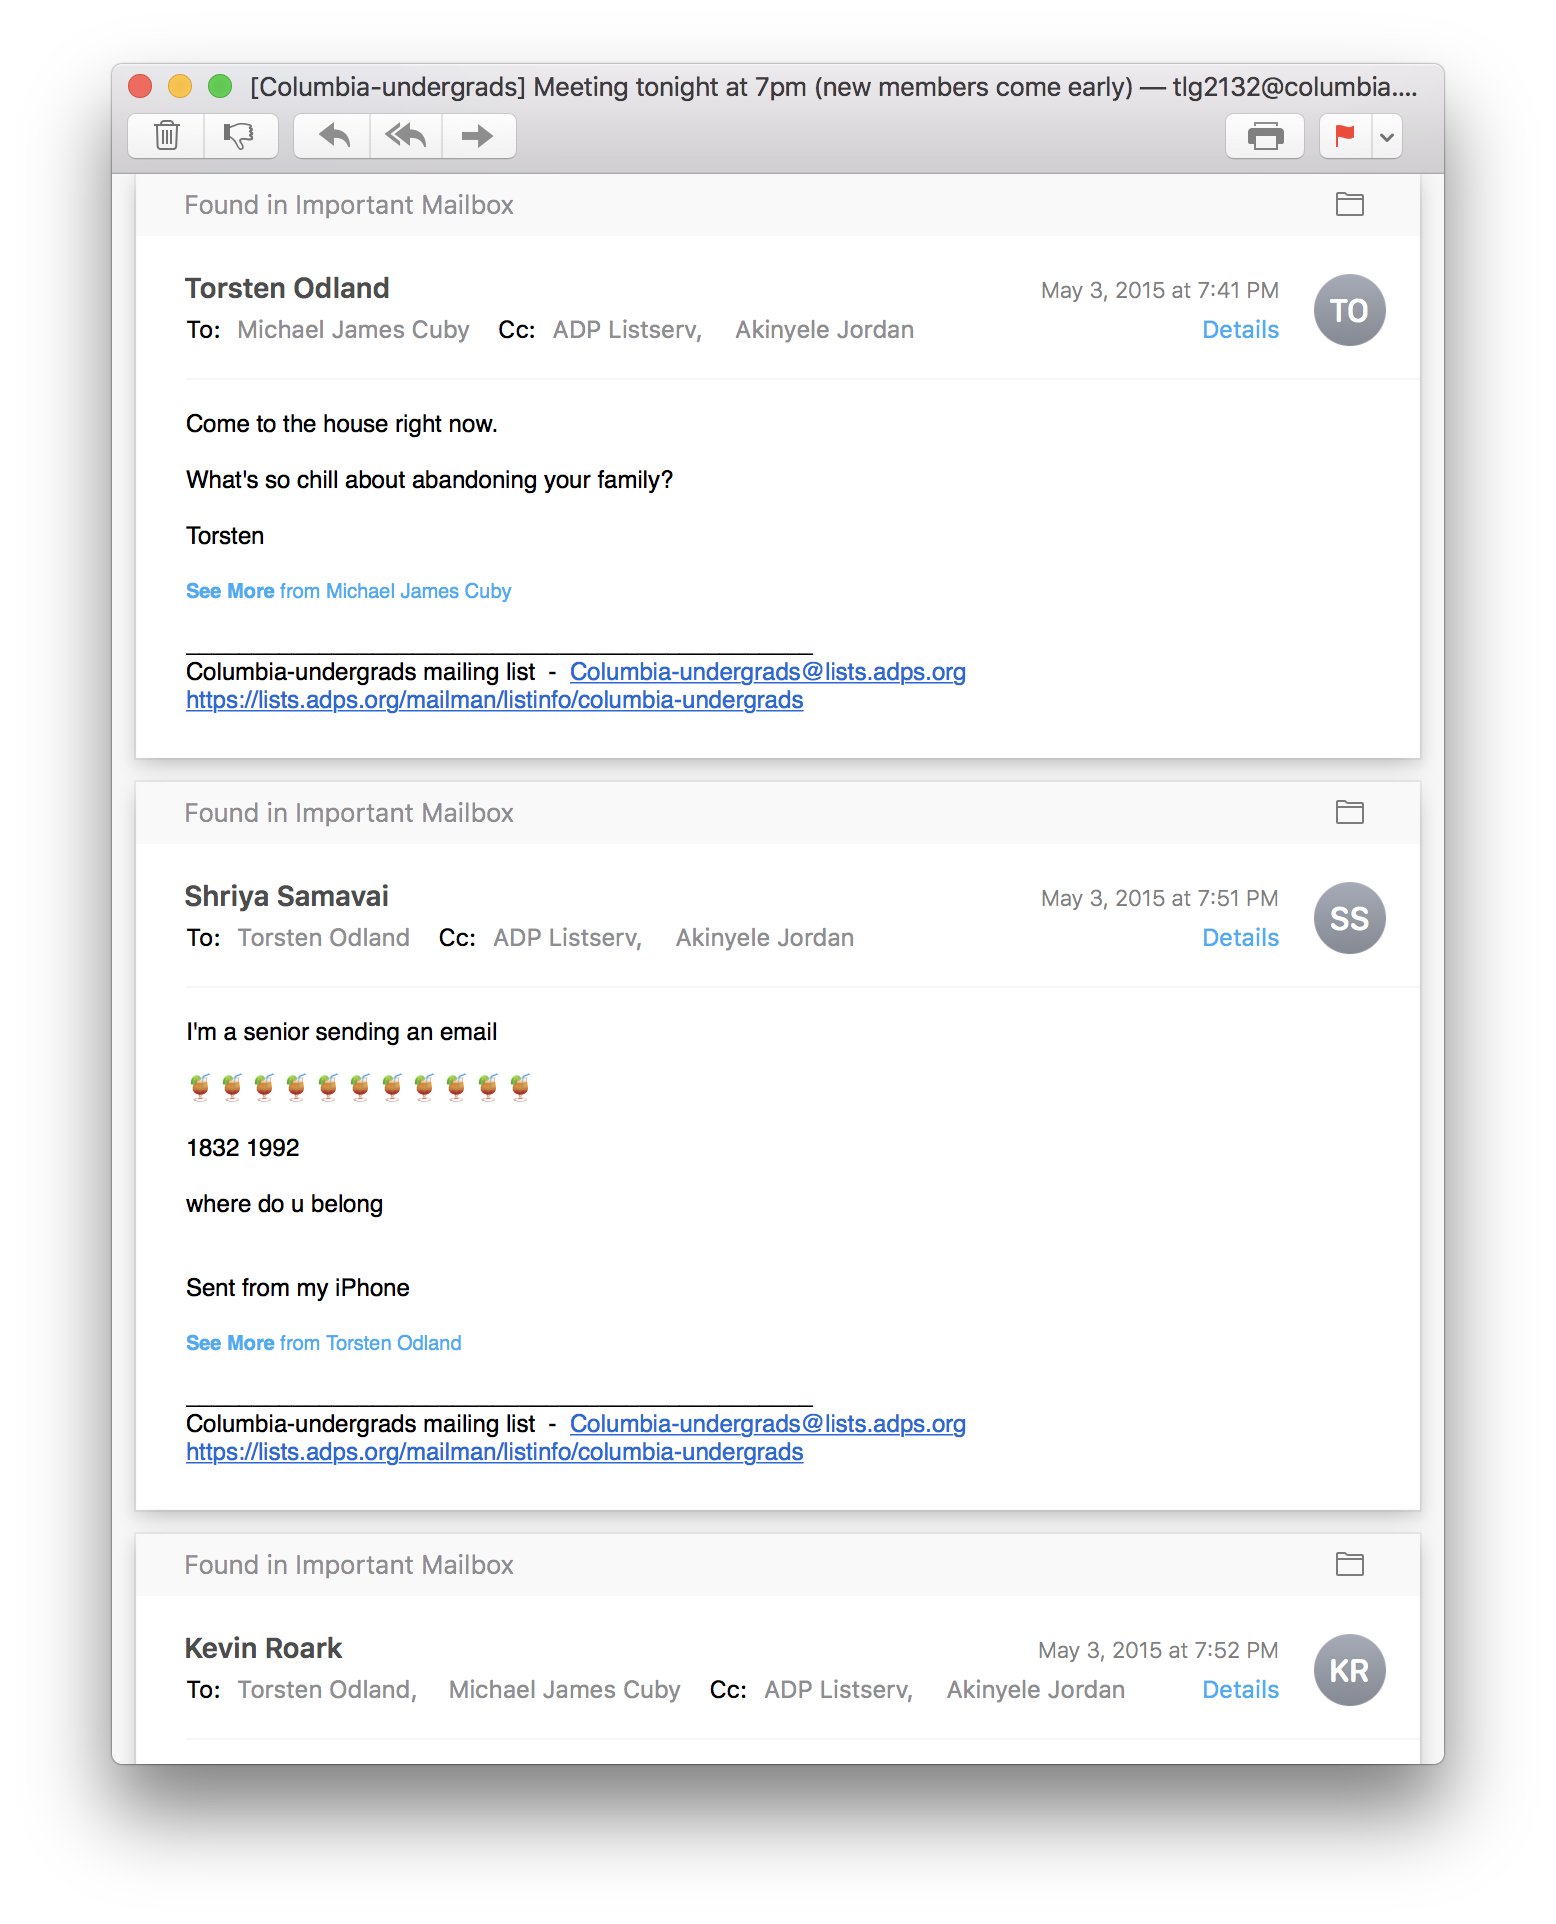 [Columbia-undergrads] Meeting tonight at 7pm (new members come early) — tlg2132@columbia....
Found in Important Mailbox
Torsten Odland May 3, 2015 at 7:41 PM TO
To: Michael James Cuby Cc: ADP Listserv, Akinyele Jordan Details
Come to the house right now.
What's so chill about abandoning your family?
Torsten
See More from Michael James Cuby
Columbia-undergrads mailing list - Columbia-undergrads@lists.adps.org
https://lists.adps.org/mailman/listinfo/columbia-undergrads
Found in Important Mailbox
Shriya Samavai May 3, 2015 at 7:51 PM SS
To: Torsten Odland Cc: ADP Listserv, Akinyele Jordan Details
I'm a senior sending an email
🍹🍹🍹🍹🍹🍹🍹🍹🍹🍹🍹
1832 1992
where do u belong
Sent from my iPhone
See More from Torsten Odland
Columbia-undergrads mailing list - Columbia-undergrads@lists.adps.org
https://lists.adps.org/mailman/listinfo/columbia-undergrads
Found in Important Mailbox
Kevin Roark May 3, 2015 at 7:52 PM KR
To: Torsten Odland, Michael James Cuby Cc: ADP Listserv, Akinyele Jordan Details